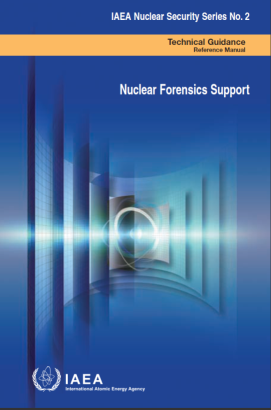 IAEA Nuclear Security Series No. 2
Technical Guidance
Reference Manual
Nuclear Forensics Support
IAEA
International Atomic Energy Agency